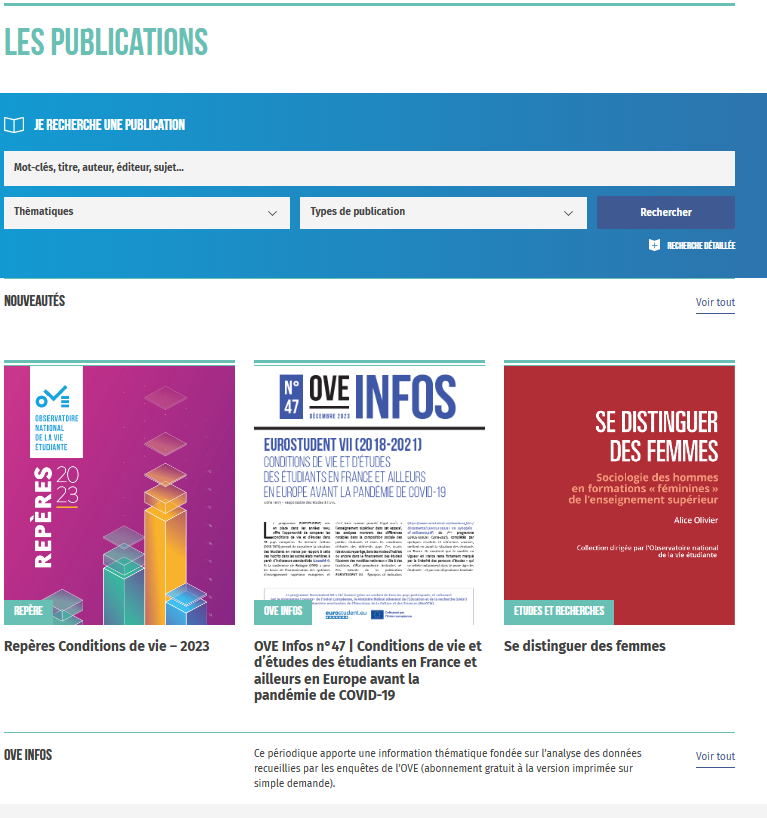 LES PUBLICATIONS
JE RECHERCHE UNE PUBLICATION
Mot-clés, titre, auteur, éditeur, sujet...
Thèmatiques
Types de publication
Rechercher
RECHERCHE DÉTAILLÉE
NOUVEAUTÉS
Voir tout
OBSERVATOIRE
NATIONAL
DE LA VIE
ÉTUDIANTE
REPÈRES
2023
REPÈRE
Repères Conditions de vie – 2023
N° 47
OVE INFOS
DÉCEMBRE 2023
EUROSTUDENT VII (2018-2021)
CONDITIONS DE VIE ET D'ÉTUDES
DES ÉTUDIANTS EN FRANCE ET AILLEURS
EN EUROPE AVANT LA PANDÉMIE DE COVID-19
eurostudent.eu
OVE INFOS
OVE Infos n°47 | Conditions de vie et
d'études des étudiants en France et
ailleurs en Europe avant la
pandémie de COVID-19
SE DISTINGUER
DES FEMMES
Sociologie des hommes
en formations « féminines »
de l'enseignement supérieur
Alice Olivier
Collection dirigée par l'Observatoire national
de la vie étudiante
ETUDES ET RECHERCHES
Se distinguer des femmes
OVE INFOS
Ce périodique apporte une information thématique fondée sur l'analyse des données
recueillies par les enquêtes de l'OVE (abonnement gratuit à la version imprimée sur
simple demande).
Voir tout